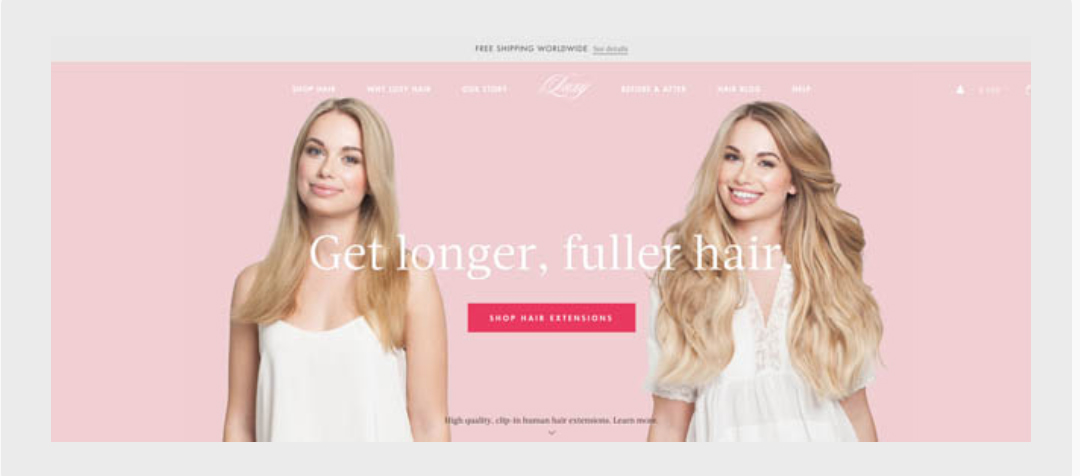 FREE SHIPPING WORLDWIDE See details
SHOP HAIR WHY LUXY HAIR OUR STORY Luxy BEFORE & AFTER HAIR BLOG HELP
Get longer, fuller hair.
SHOP HAIR EXTENSIONS
High quality, clip-in human hair extensions. Learn more.